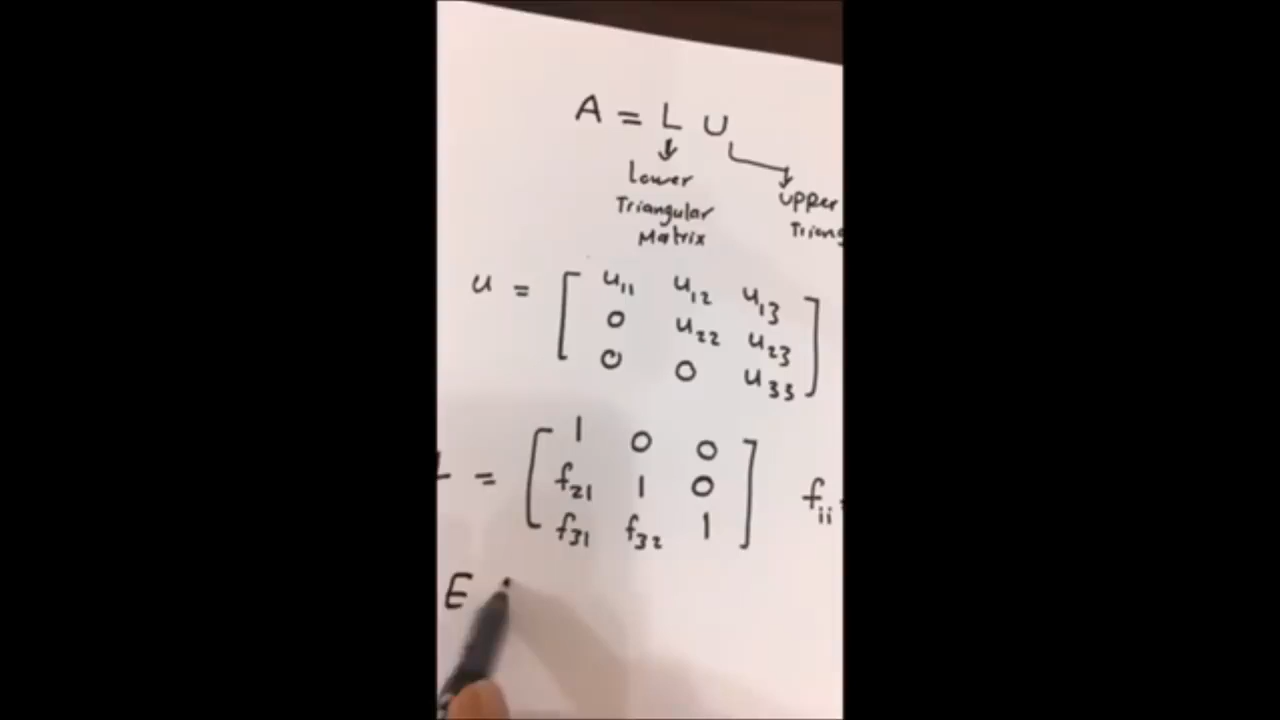 A = L U
Lower
Triangular
Matrix
upper
u = [ u11 u12 u13
0 u22 u23
0 0 u33 ]
= [ 1 0 0
f21 1 0
f31 f32 1 ] fii
E